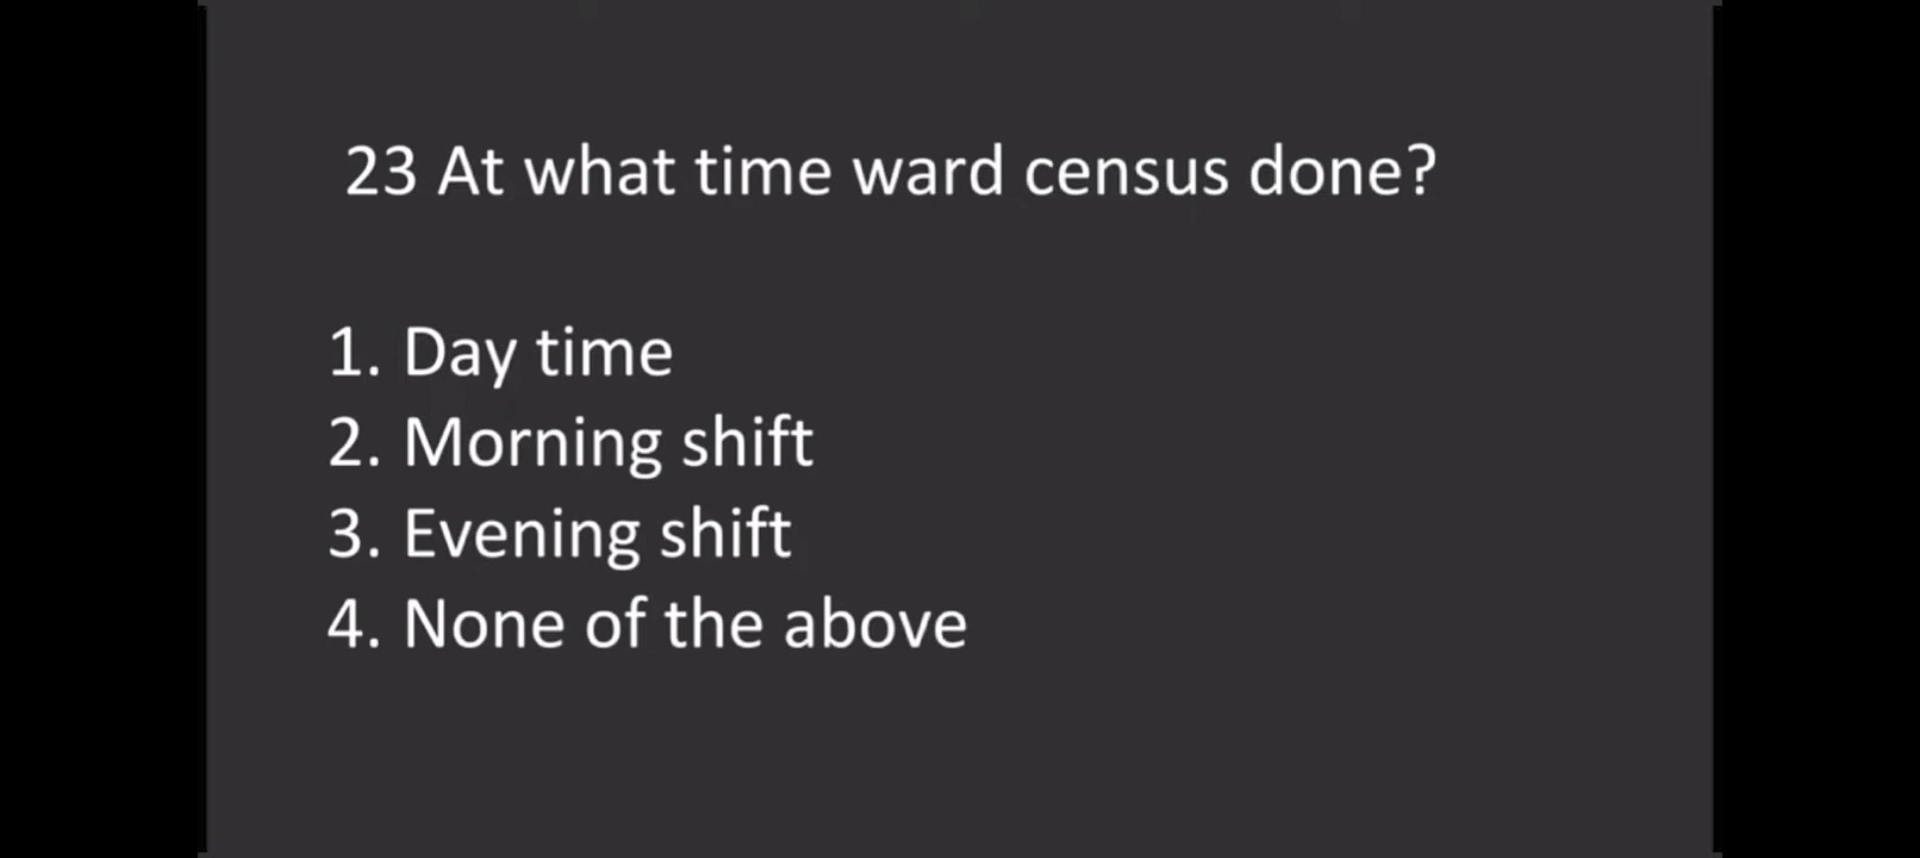 23 At what time ward census done?
1. Day time
2. Morning shift
3. Evening shift
4. None of the above